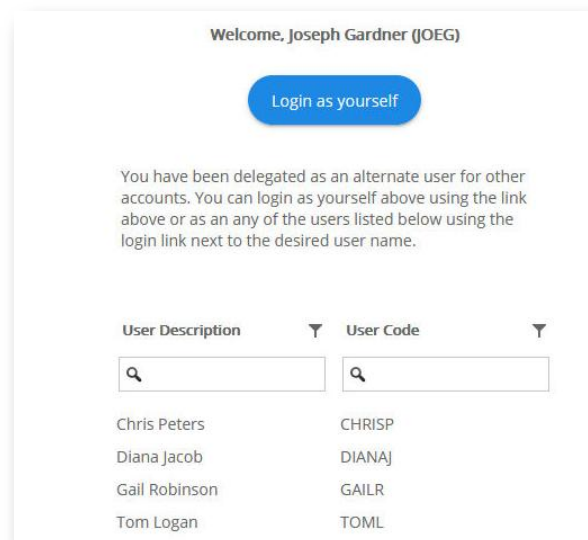 Welcome, Joseph Gardner (JOEG)
Login as yourself
You have been delegated as an alternate user for other
accounts. You can login as yourself above using the link
above or as an any of the users listed below using the
login link next to the desired user name.
User Description User Code
Chris Peters CHRISP
Diana Jacob DIANAJ
Gail Robinson GAILR
Tom Logan TOML